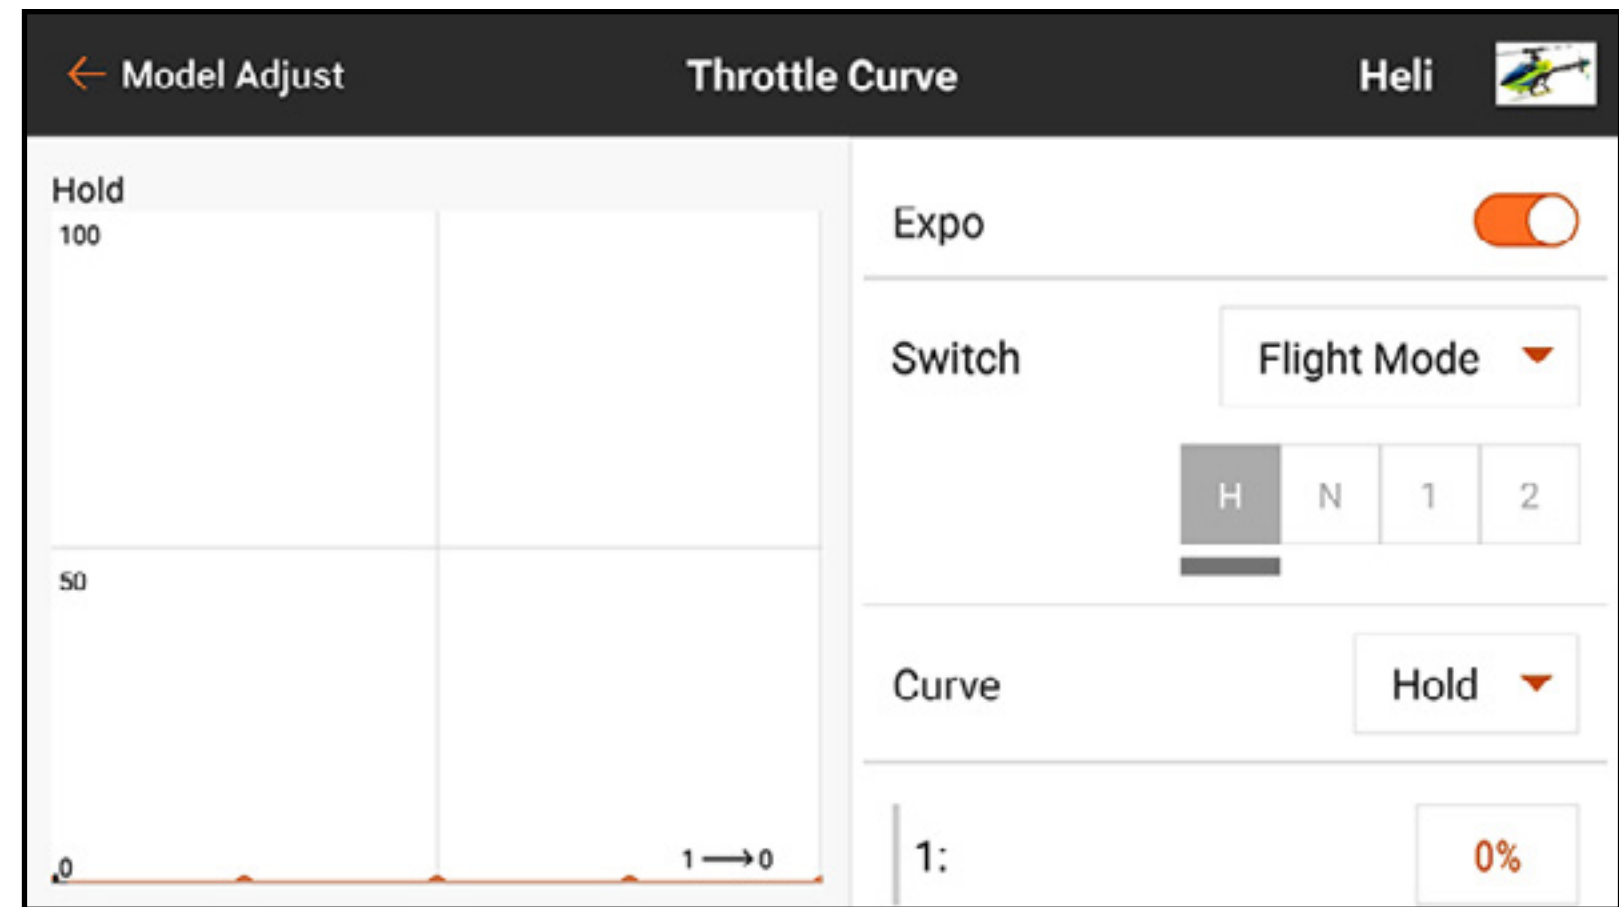 ← Model Adjust
Throttle Curve
Heli
Hold
100
50
0
1 → 0
Expo
Switch
Flight Mode
H N 1 2
Curve
Hold
1:
0%